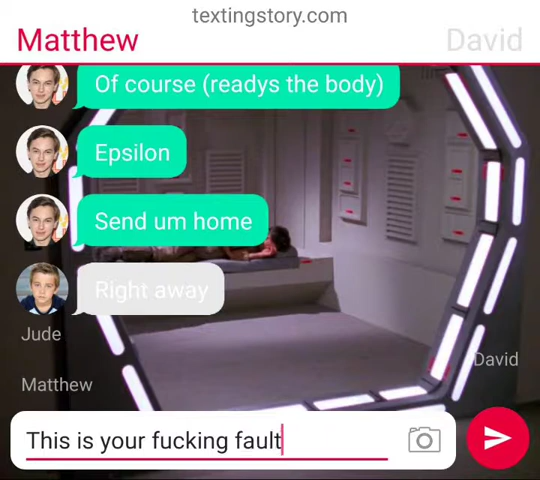 textingstory.com
Matthew
David
Of course (readys the body)
Epsilon
Send um home
Right away
Jude
David
Matthew
This is your fucking fault